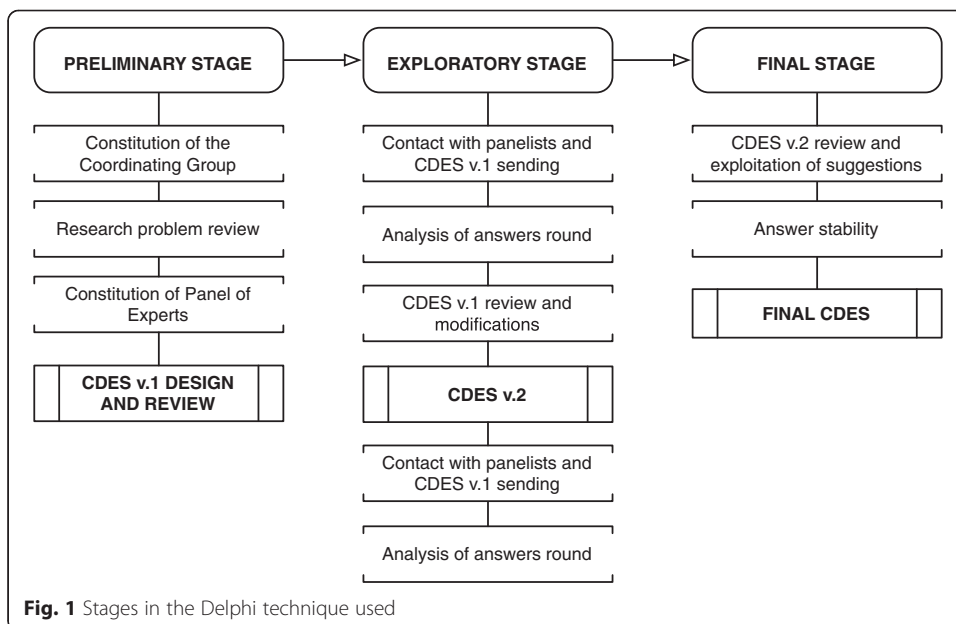 PRELIMINARY STAGE
Constitution of the
Coordinating Group
Research problem review
Constitution of Panel of
Experts
CDES v.1 DESIGN
AND REVIEW
EXPLORATORY STAGE
Contact with panelists and
CDES v.1 sending
Analysis of answers round
CDES v.1 review and
modifications
CDES v.2
Contact with panelists and
CDES v.1 sending
Analysis of answers round
FINAL STAGE
CDES v.2 review and
exploitation of suggestions
Answer stability
FINAL CDES
Fig. 1 Stages in the Delphi technique used